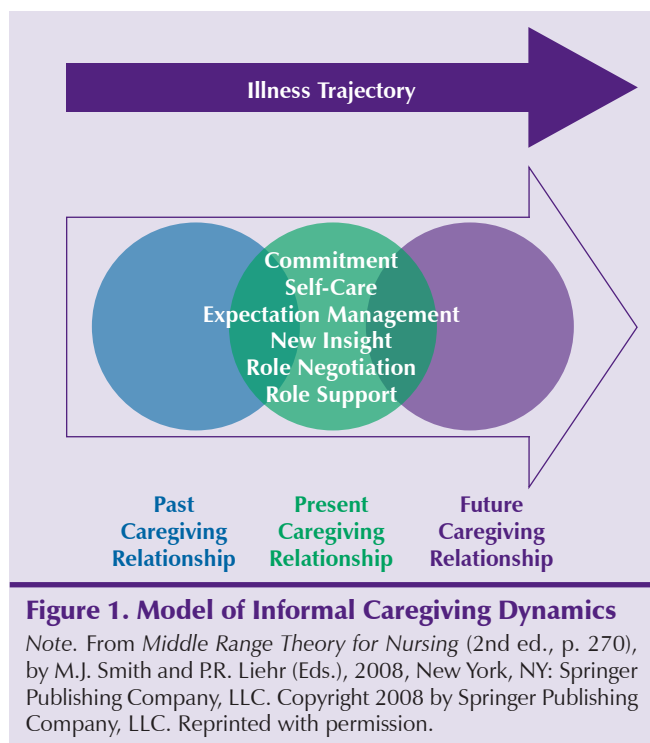 Illness Trajectory
Commitment
Self-Care
Expectation Management
New Insight
Role Negotiation
Role Support
Past
Caregiving
Relationship
Present
Caregiving
Relationship
Future
Caregiving
Relationship
Figure 1. Model of Informal Caregiving Dynamics
Note. From Middle Range Theory for Nursing (2nd ed., p. 270),
by M.J. Smith and P.R. Liehr (Eds.), 2008, New York, NY: Springer
Publishing Company, LLC. Copyright 2008 by Springer Publishing
Company, LLC. Reprinted with permission.